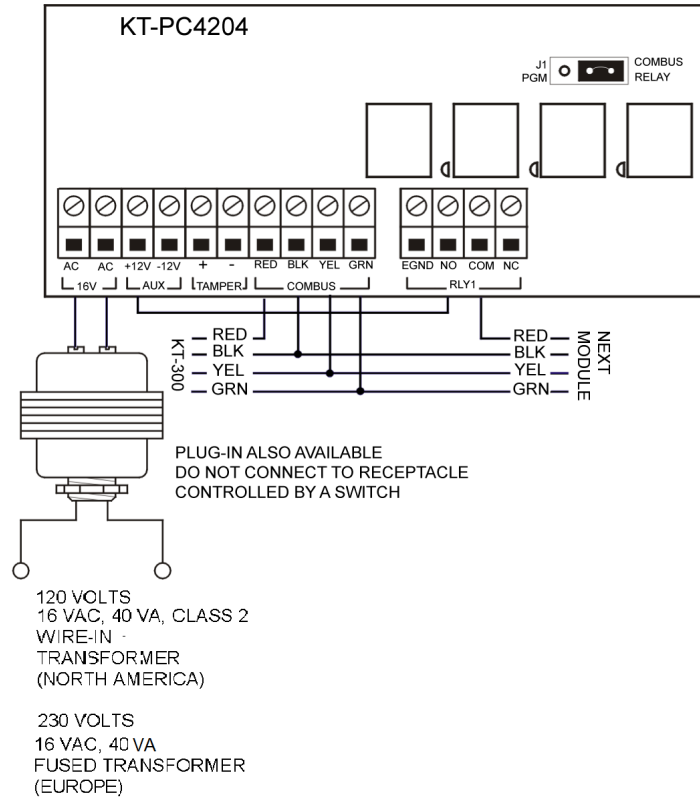 KT-PC4204
J1
PGM
COMBUS
RELAY
AC AC +12V -12V + - RED BLK YEL GRN
EGND NO COM NC
16V AUX TAMPER COMBUS
RLY1
KT-300
RED
BLK
YEL
GRN
RED
BLK
YEL
GRN
NEXT
MODULE
PLUG-IN ALSO AVAILABLE
DO NOT CONNECT TO RECEPTACLE
CONTROLLED BY A SWITCH
120 VOLTS
16 VAC, 40 VA, CLASS 2
WIRE-IN -
TRANSFORMER
(NORTH AMERICA)
230 VOLTS
16 VAC, 40 VA
FUSED TRANSFORMER
(EUROPE)